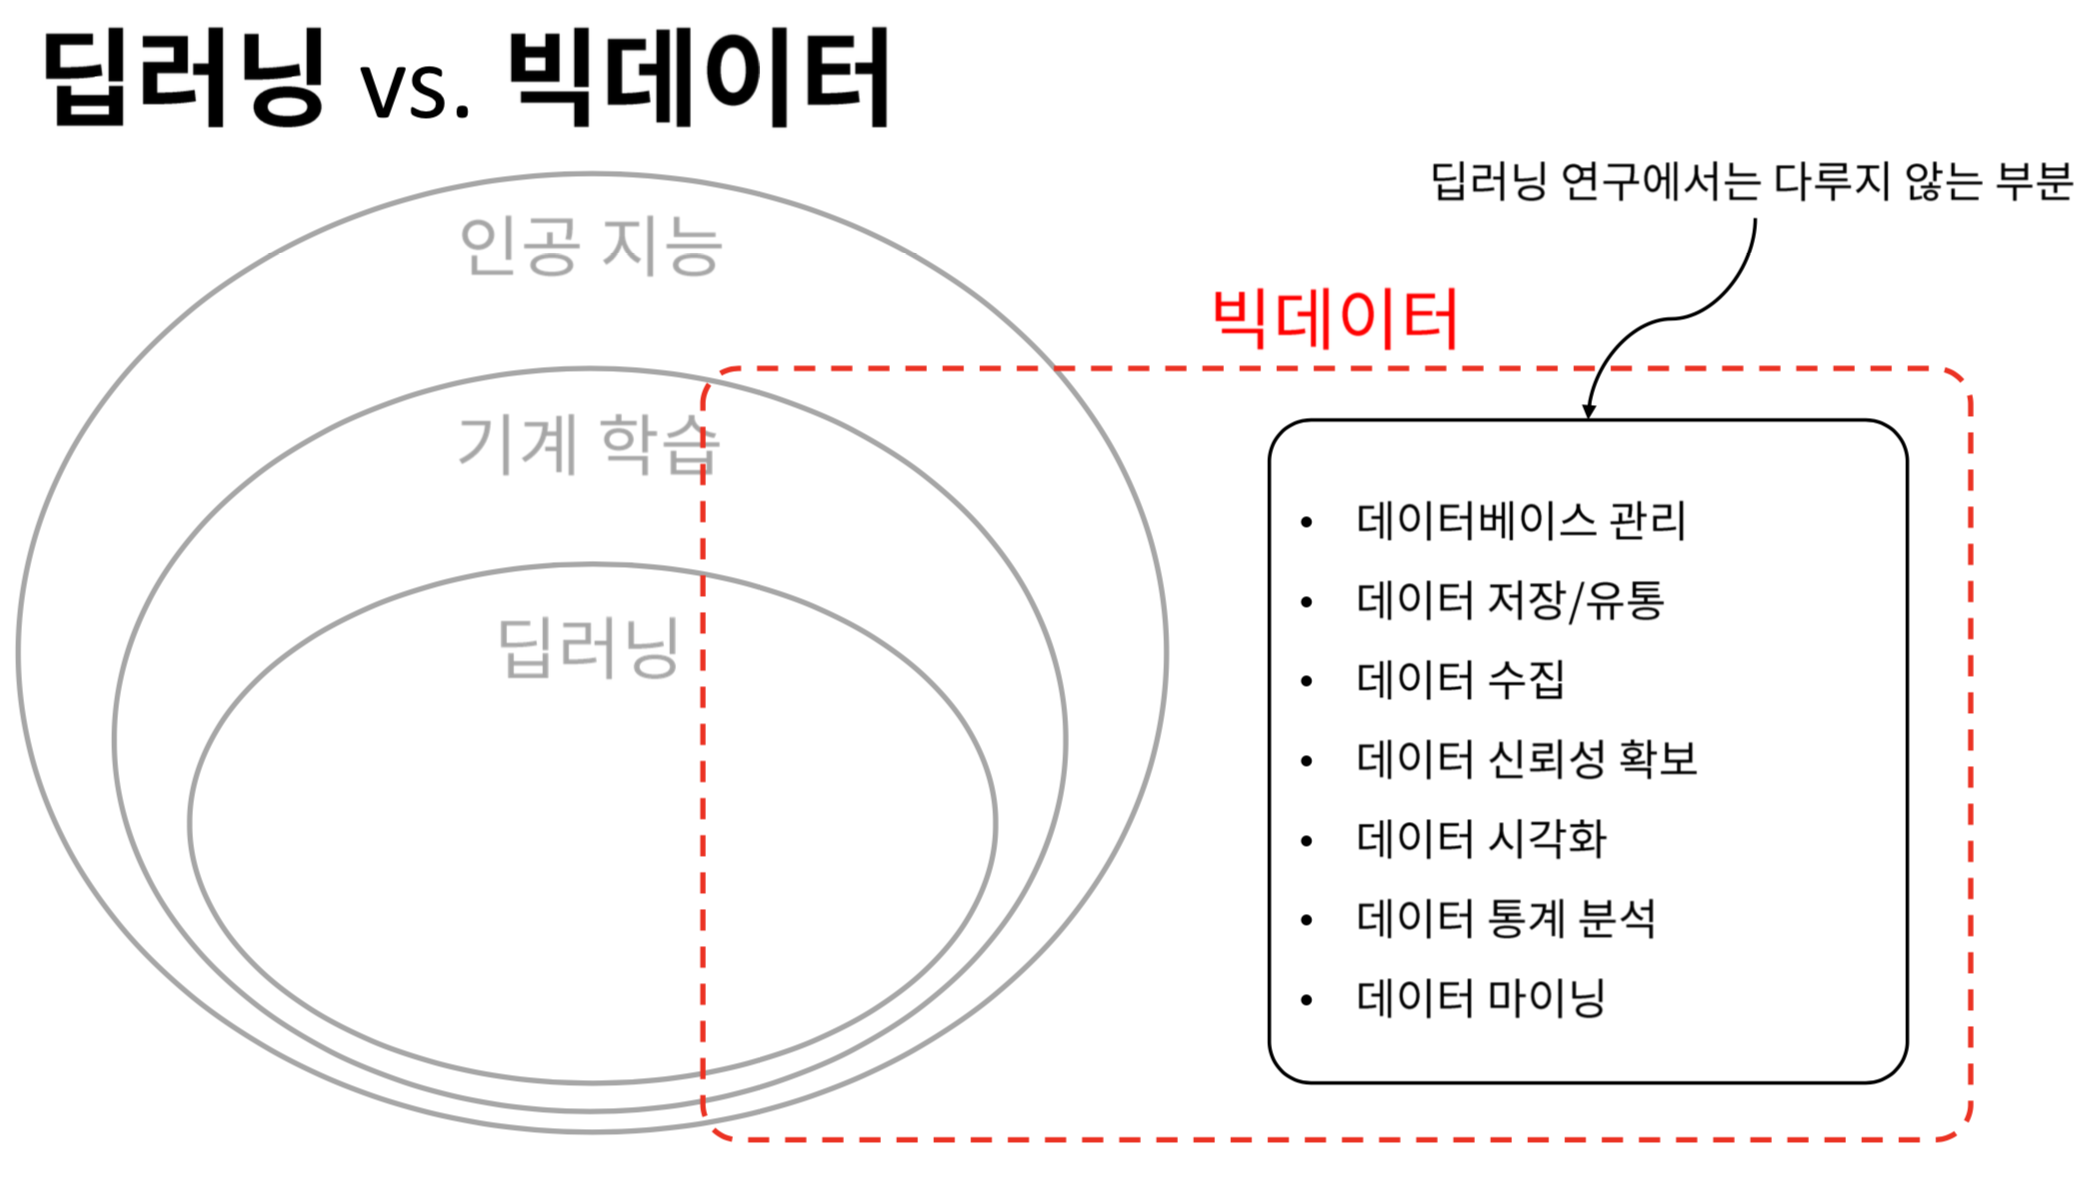 딥러닝 vs. 빅데이터
딥러닝 연구에서는 다루지 않는 부분
인공 지능
빅데이터
기계 학습
딥러닝
• 데이터베이스 관리
• 데이터 저장/유통
• 데이터 수집
• 데이터 신뢰성 확보
• 데이터 시각화
• 데이터 통계 분석
• 데이터 마이닝